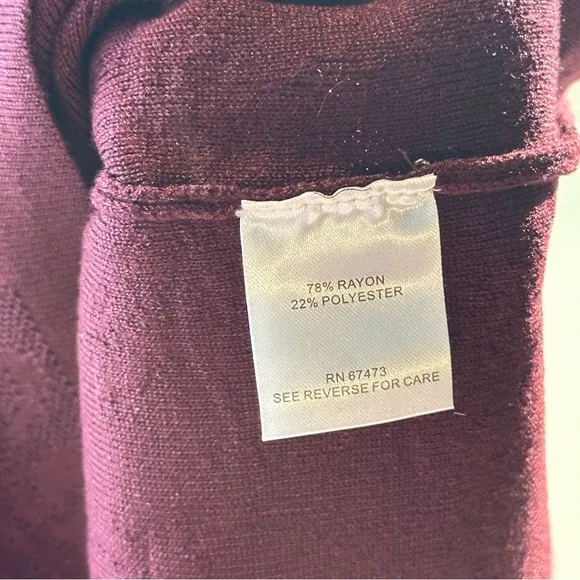 78% RAYON
22% POLYESTER
RN 67473
SEE REVERSE FOR CARE